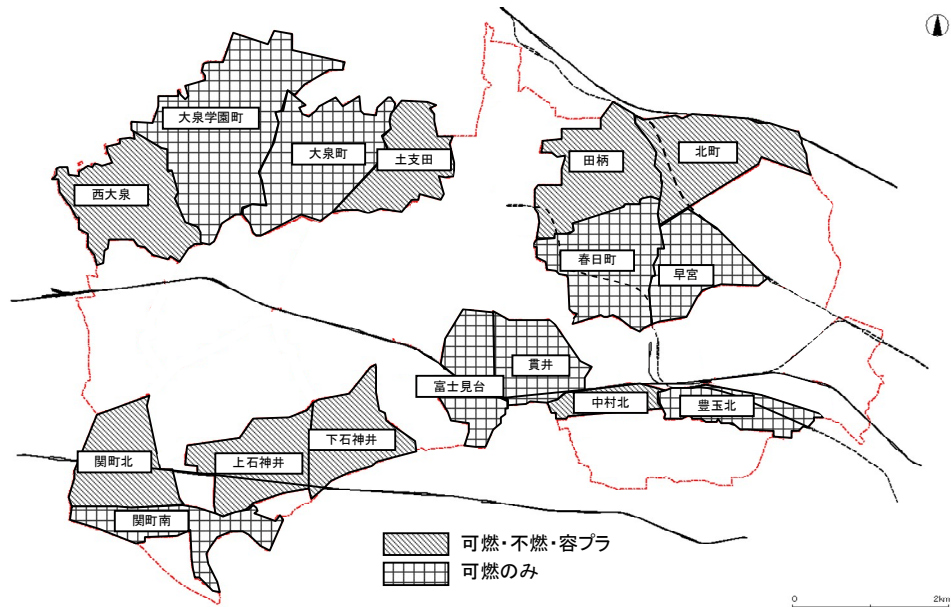 大泉学園町
大泉町
土支田
西大泉
田柄
北町
春日町
早宮
貫井
富士見台
中村北
豊玉北
下石神井
上石神井
関町北
関町南
可燃・不燃・容プラ
可燃のみ
0 2km